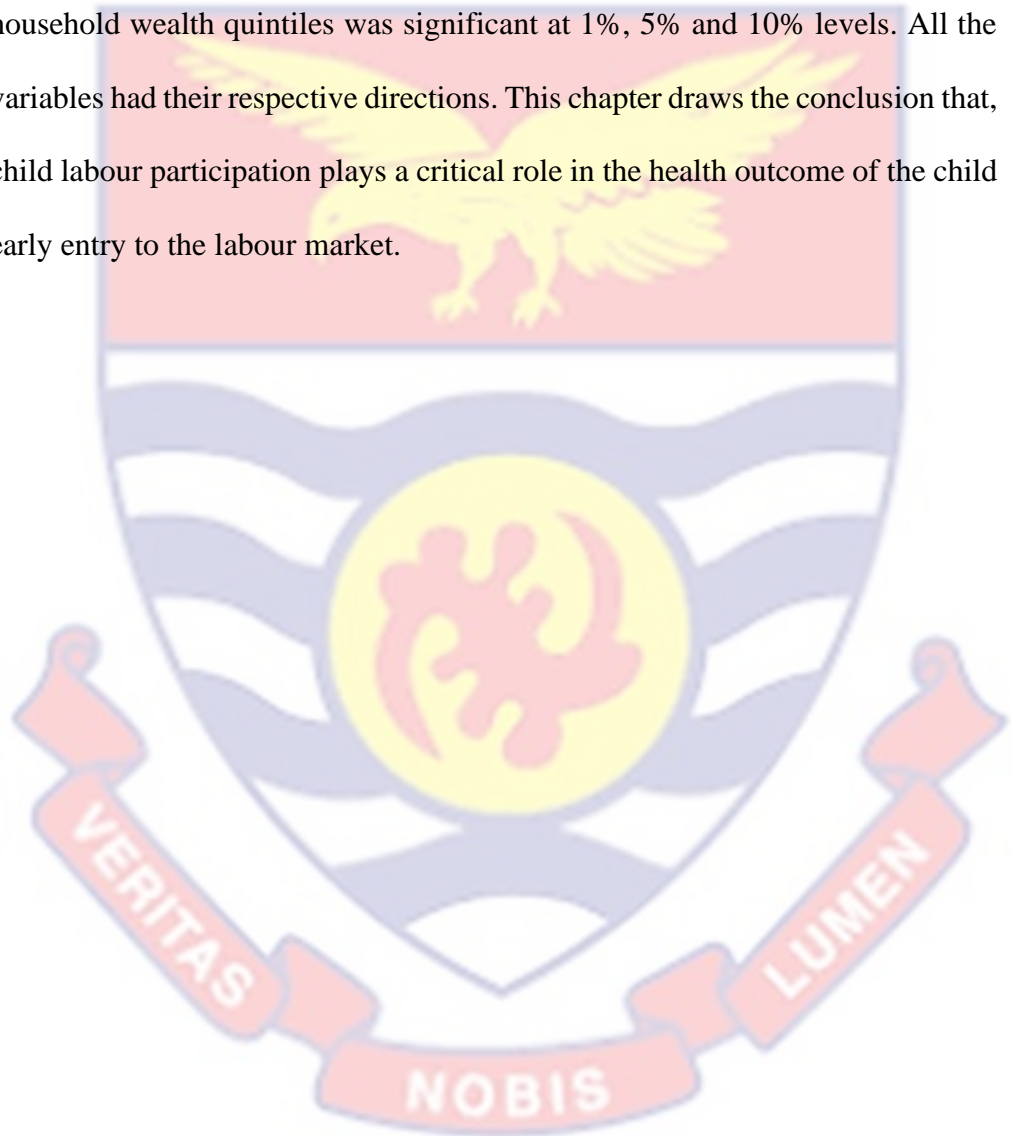 household wealth quintiles was significant at 1%, 5% and 10% levels. All the
variables had their respective directions. This chapter draws the conclusion that,
child labour participation plays a critical role in the health outcome of the child
early entry to the labour market.
VERITAS
NOBIS
LUMEN